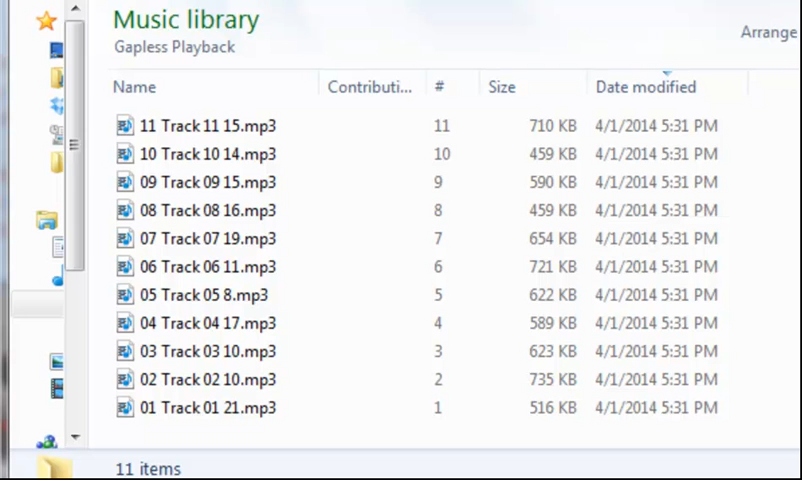 Music library
Gapless Playback
Arrange
Name Contributi... # Size Date modified
11 Track 11 15.mp3 11 710 KB 4/1/2014 5:31 PM
10 Track 10 14.mp3 10 459 KB 4/1/2014 5:31 PM
09 Track 09 15.mp3 9 590 KB 4/1/2014 5:31 PM
08 Track 08 16.mp3 8 459 KB 4/1/2014 5:31 PM
07 Track 07 19.mp3 7 654 KB 4/1/2014 5:31 PM
06 Track 06 11.mp3 6 721 KB 4/1/2014 5:31 PM
05 Track 05 8.mp3 5 622 KB 4/1/2014 5:31 PM
04 Track 04 17.mp3 4 589 KB 4/1/2014 5:31 PM
03 Track 03 10.mp3 3 623 KB 4/1/2014 5:31 PM
02 Track 02 10.mp3 2 735 KB 4/1/2014 5:31 PM
01 Track 01 21.mp3 1 516 KB 4/1/2014 5:31 PM
11 items